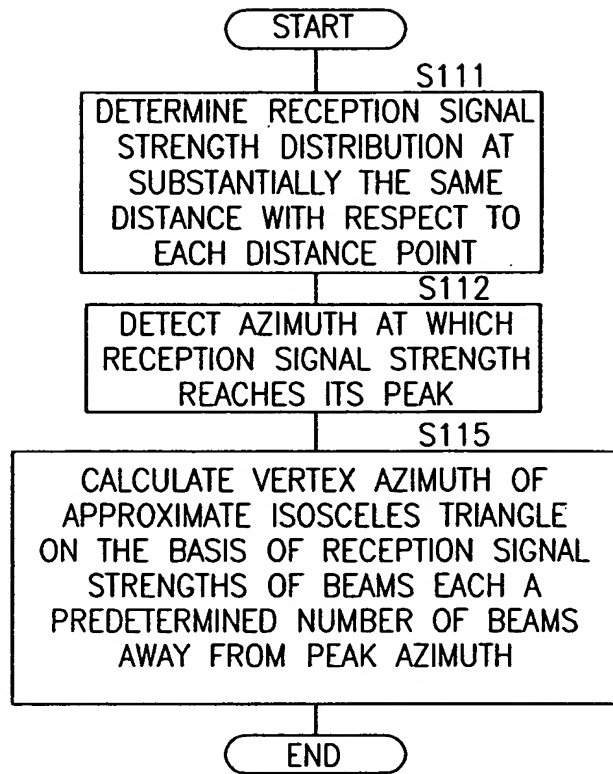 START
S111
DETERMINE RECEPTION SIGNAL
STRENGTH DISTRIBUTION AT
SUBSTANTIALLY THE SAME
DISTANCE WITH RESPECT TO
EACH DISTANCE POINT
S112
DETECT AZIMUTH AT WHICH
RECEPTION SIGNAL STRENGTH
REACHES ITS PEAK
S115
CALCULATE VERTEX AZIMUTH OF
APPROXIMATE ISOSCELES TRIANGLE
ON THE BASIS OF RECEPTION SIGNAL
STRENGTHS OF BEAMS EACH A
PREDETERMINED NUMBER OF BEAMS
AWAY FROM PEAK AZIMUTH
END